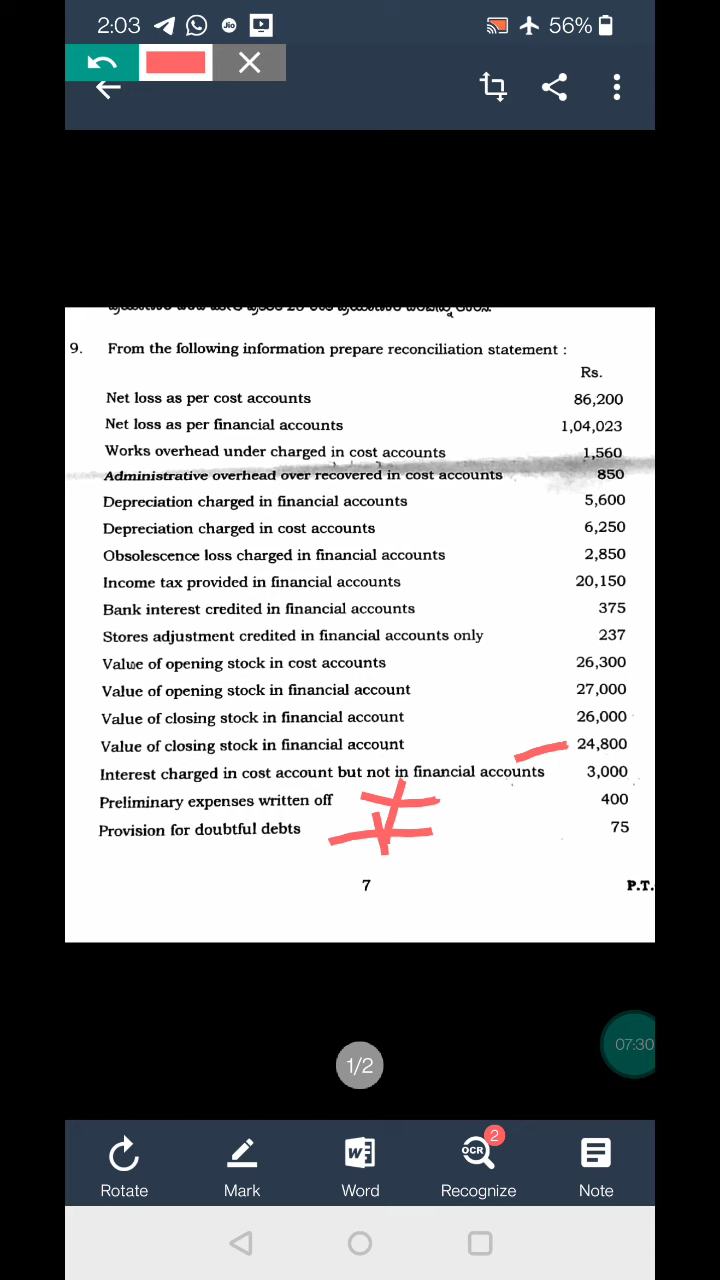 2:03 Jio 56%
9. From the following information prepare reconciliation statement :
Rs.
Net loss as per cost accounts 86,200
Net loss as per financial accounts 1,04,023
Works overhead under charged in cost accounts 1,560
Administrative overhead over recovered in cost accounts 850
Depreciation charged in financial accounts 5,600
Depreciation charged in cost accounts 6,250
Obsolescence loss charged in financial accounts 2,850
Income tax provided in financial accounts 20,150
Bank interest credited in financial accounts 375
Stores adjustment credited in financial accounts only 237
Value of opening stock in cost accounts 26,300
Value of opening stock in financial account 27,000
Value of closing stock in financial account 26,000
Value of closing stock in financial account 24,800
Interest charged in cost account but not in financial accounts 3,000
Preliminary expenses written off 400
Provision for doubtful debts 75
7 P.T.
07:30
1/2
W OCR 2
Rotate Mark Word Recognize Note